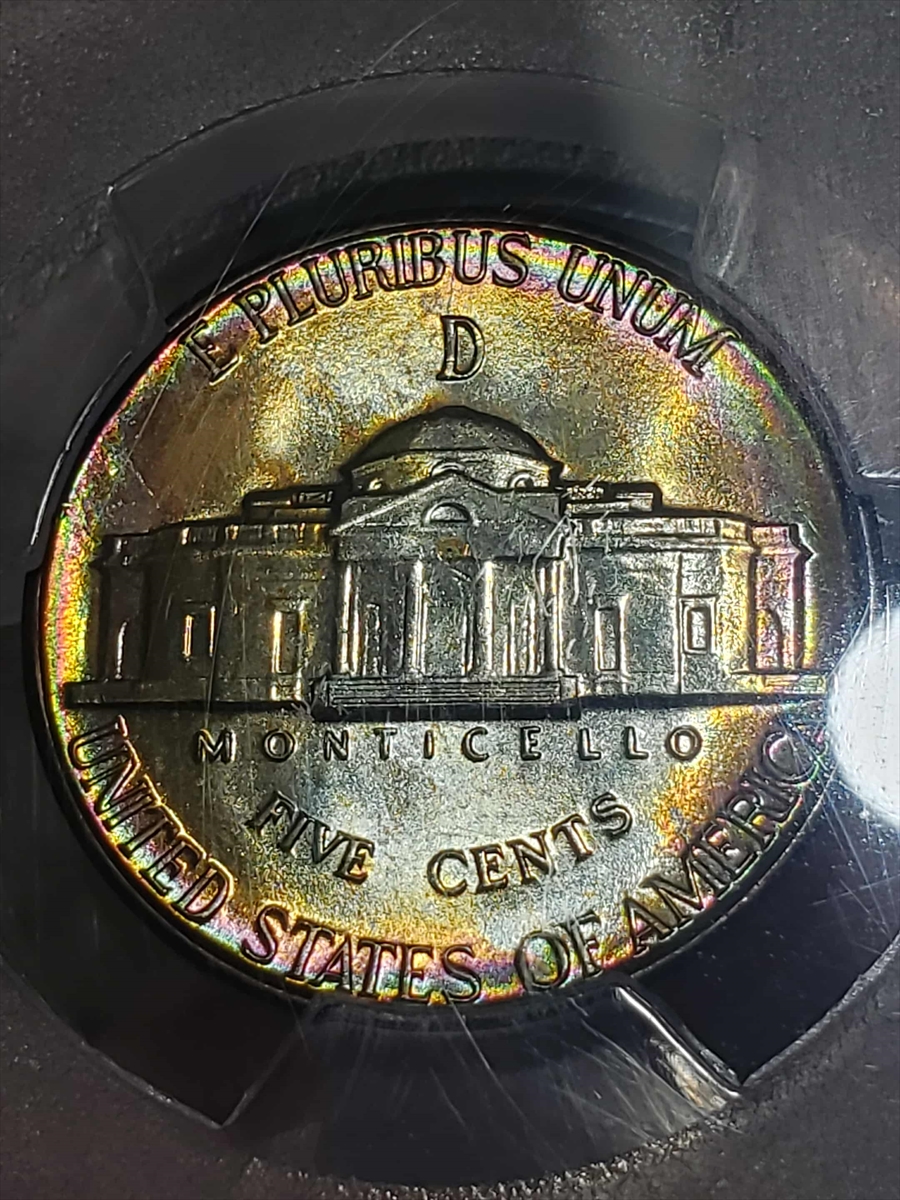 E PLURIBUS UNUM
D
MONTICELLO
FIVE CENTS
UNITED STATES OF AMERICA